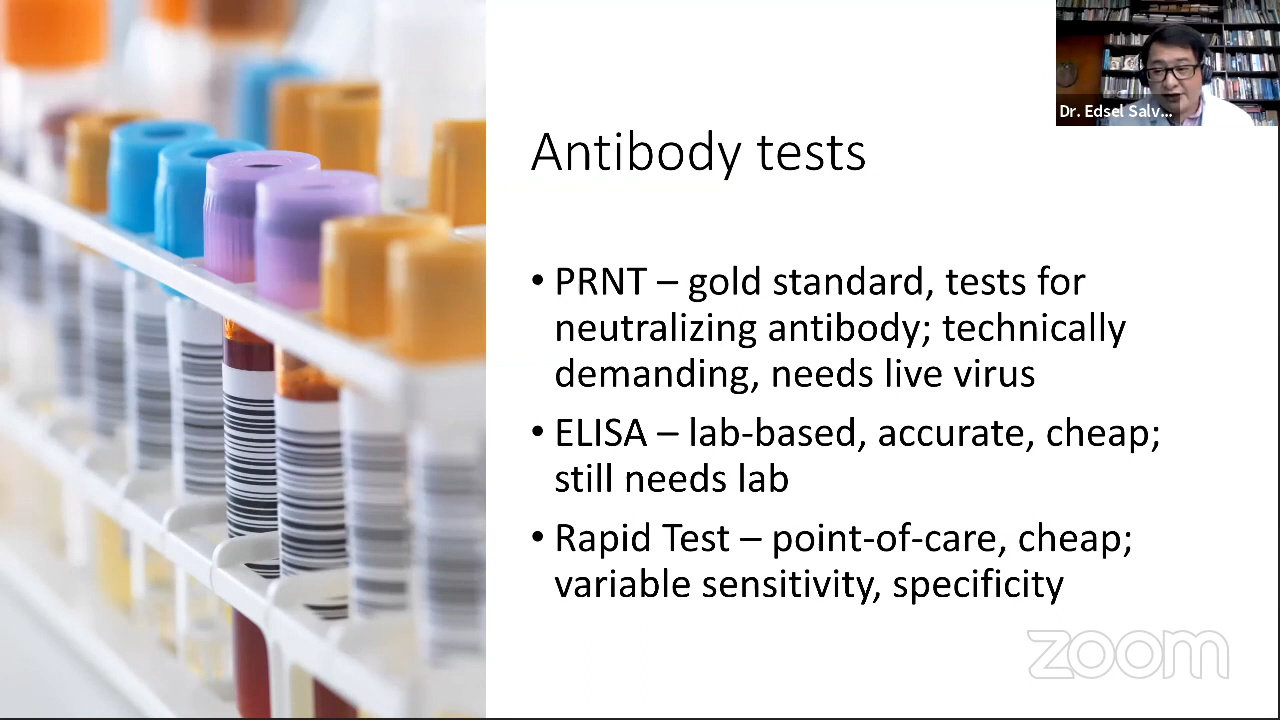 Dr. Edsel Salv...
Antibody tests
• PRNT – gold standard, tests for
neutralizing antibody; technically
demanding, needs live virus
• ELISA – lab-based, accurate, cheap;
still needs lab
• Rapid Test – point-of-care, cheap;
variable sensitivity, specificity
zoom